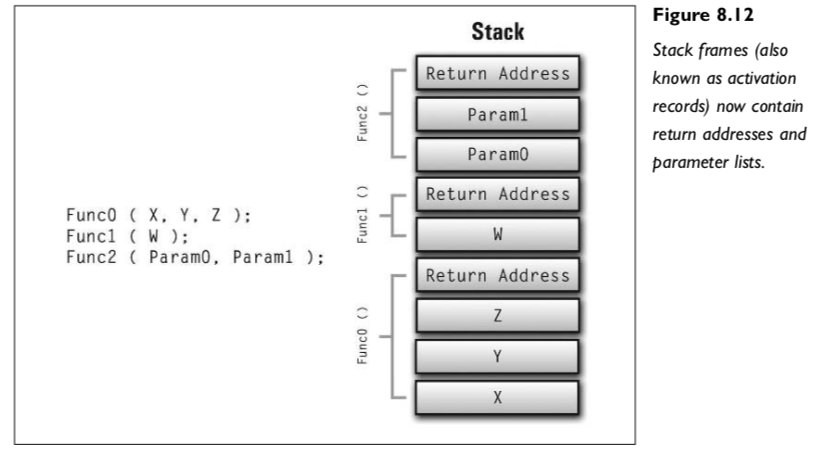 Figure 8.12
Stack frames (also
known as activation
records) now contain
return addresses and
parameter lists.
Stack
Func2 ()
Return Address
Param1
Param0
Func1 ()
Return Address
W
Func0 ()
Return Address
Z
Y
X
Func0 ( X, Y, Z );
Func1 ( W );
Func2 ( Param0, Param1 );